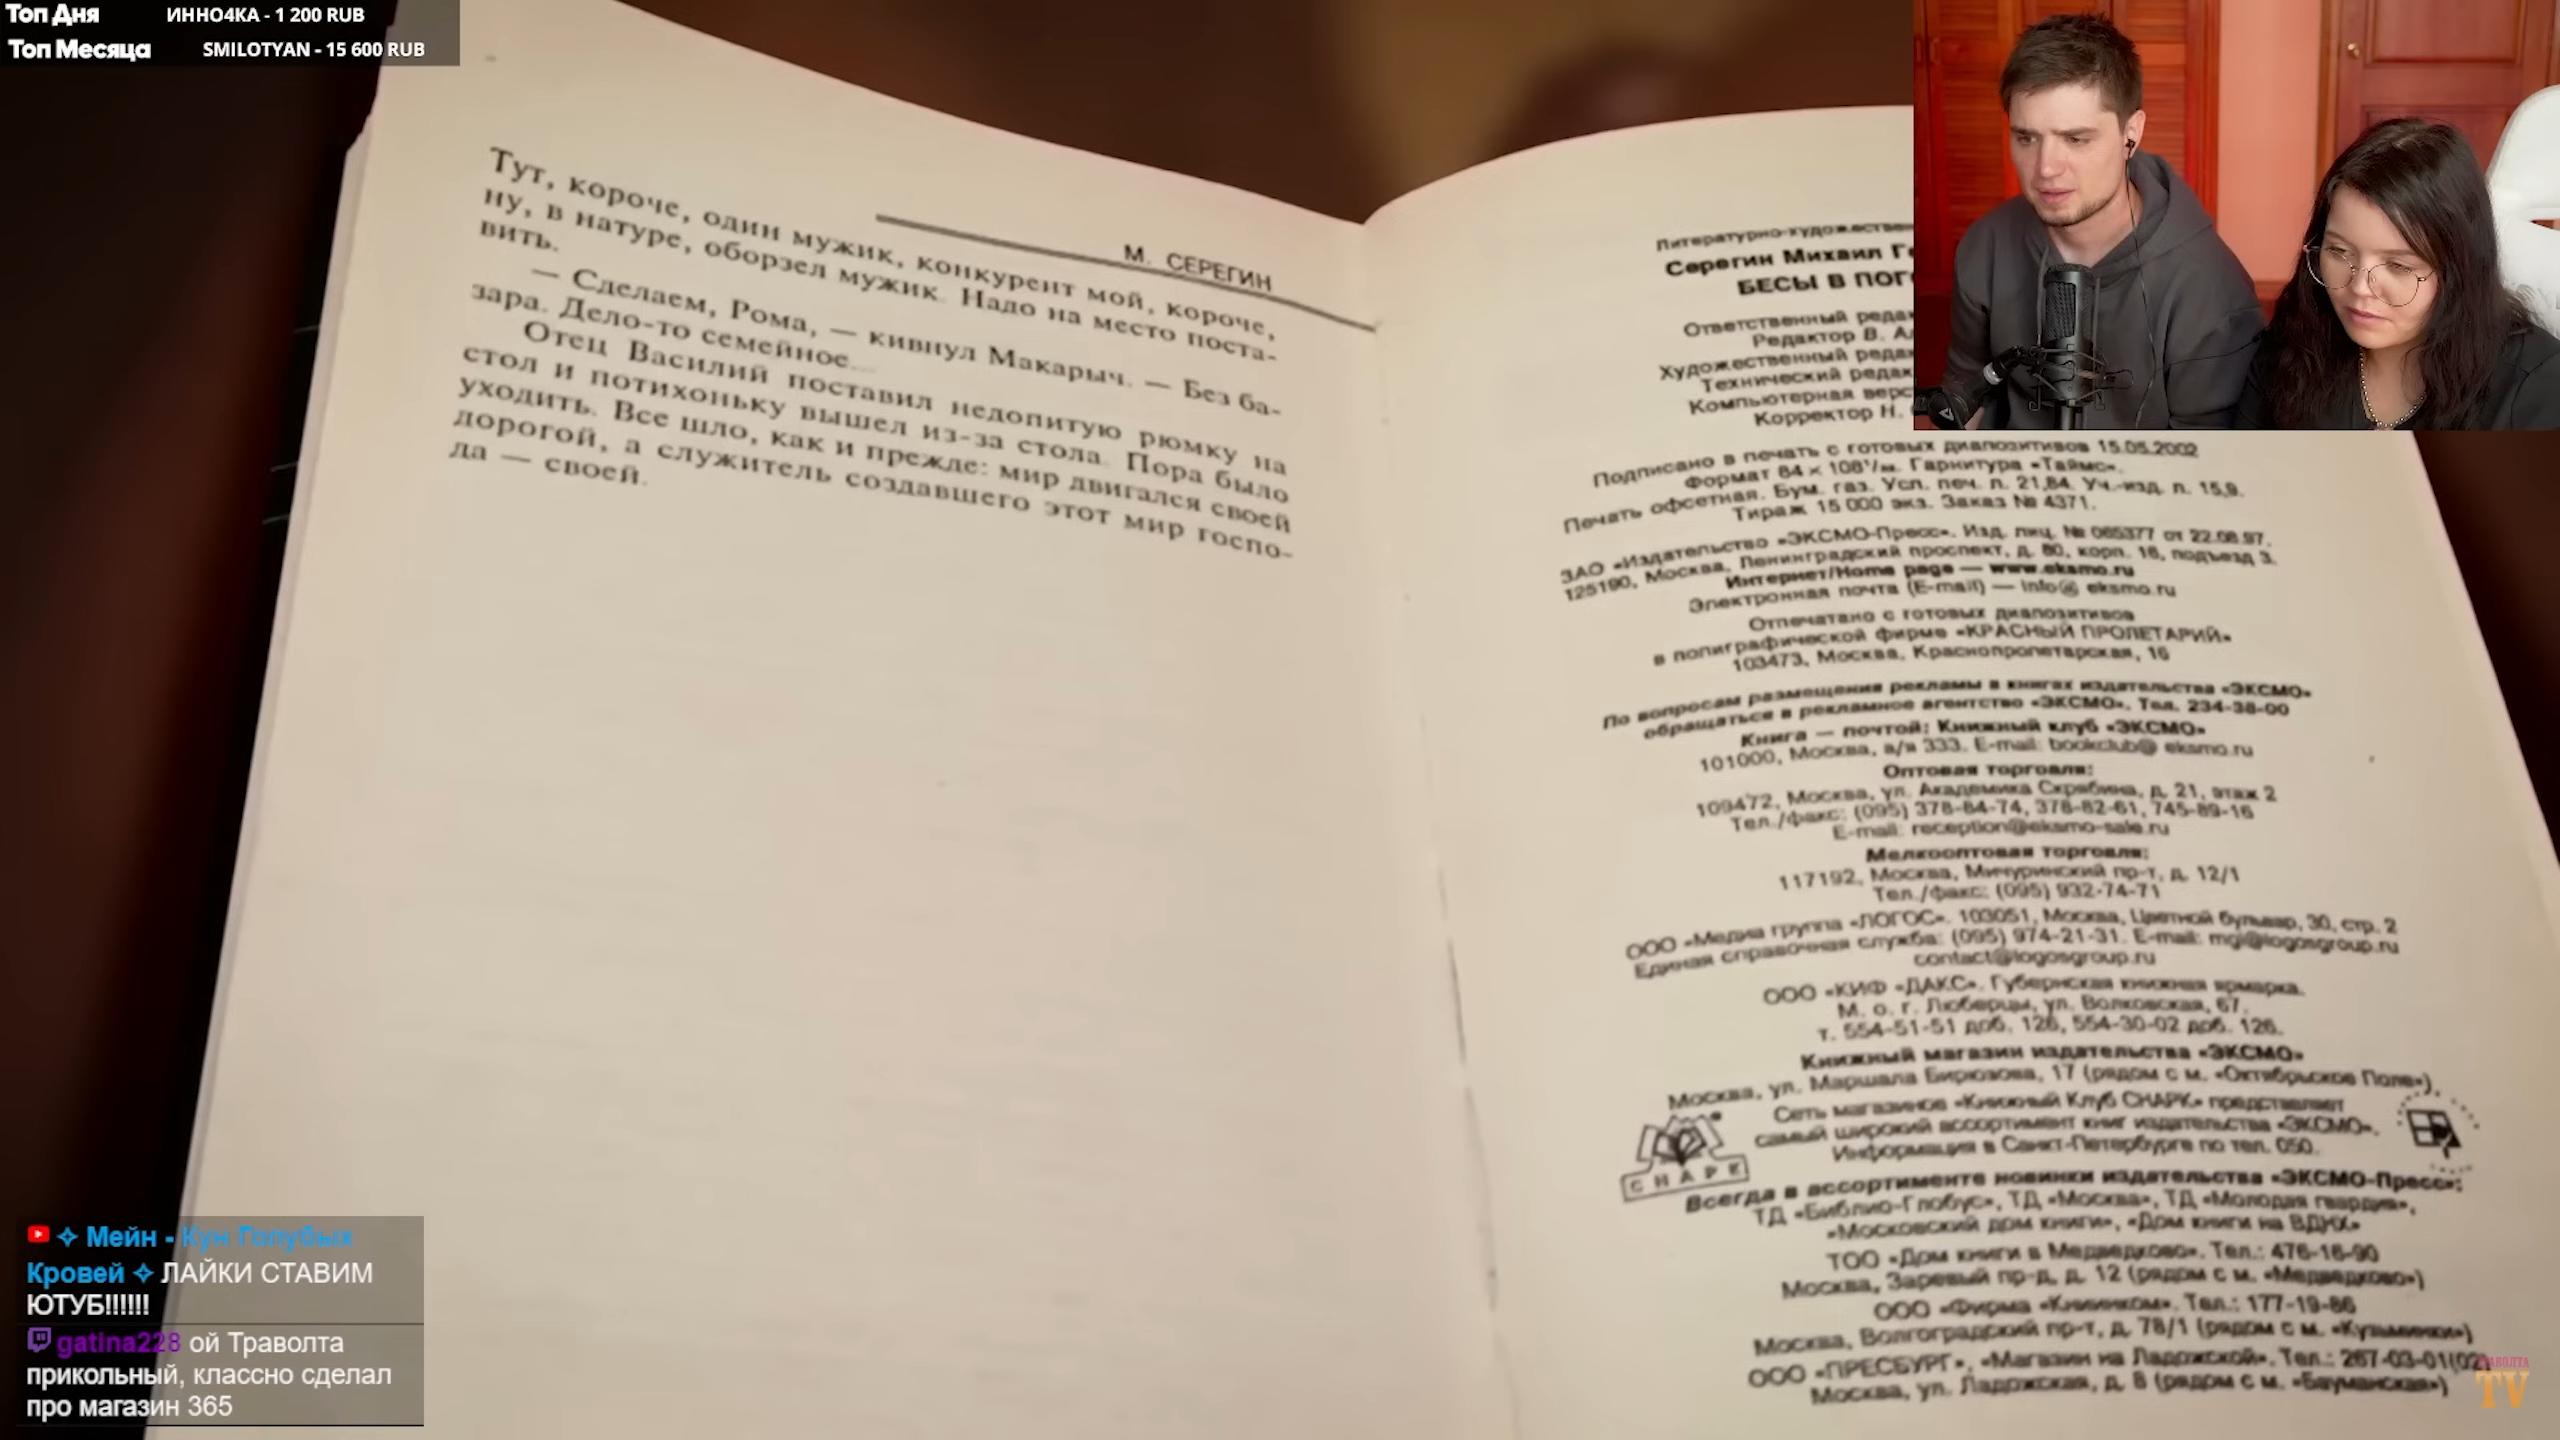 Топ Дня ИННО4КА - 1 200 RUB
Топ Месяца SMILOTYAN - 15 600 RUB
М. СЕРЕГИН
Тут, короче, один мужик, конкурент мой, короче,
ну, в натуре, оборзел мужик. Надо на место поста-
вить.
— Сделаем, Рома, — кивнул Макарыч. — Без ба-
зара. Дело-то семейное...
Отец Василий поставил недопитую рюмку на
стол и потихоньку вышел из-за стола. Пора было
уходить. Все шло, как и прежде: мир двигался своей
дорогой, а служитель создавшего этот мир госпо-
да — своей.
Литературно-художествен
Серегин Михаил Ге
БЕСЫ В ПОГ
Ответственный редак
Редактор В. Ал
Художественный редак
Технический редак
Компьютерная верс
Корректор Н.
Подписано в печать с готовых диапозитивов 15.05.2002
Формат 84 × 108¹/₃₂. Гарнитура «Таймс».
Печать офсетная. Бум. газ. Усл. печ. л. 21,84. Уч.-изд. л. 15,9.
Тираж 15 000 экз. Заказ № 4371.
ЗАО «Издательство «ЭКСМО-Пресс». Изд. лиц. № 065377 от 22.08.97.
125190, Москва, Ленинградский проспект, д. 80, корп. 16, подъезд 3.
Интернет/Home page — www.eksmo.ru
Электронная почта (E-mail) — info@ eksmo.ru
Отпечатано с готовых диапозитивов
в полиграфической фирме «КРАСНЫЙ ПРОЛЕТАРИЙ»
103473, Москва, Краснопролетарская, 16
По вопросам размещения рекламы в книгах издательства «ЭКСМО»
обращаться в рекламное агентство «ЭКСМО». Тел. 234-38-00
Книга — почтой: Книжный клуб «ЭКСМО»
101000, Москва, а/я 333. E-mail: bookclub@ eksmo.ru
Оптовая торговля:
109472, Москва, ул. Академика Скрябина, д. 21, этаж 2
Тел./факс: (095) 378-84-74, 378-82-61, 745-89-16
E-mail: reception@eksmo-sale.ru
Мелкооптовая торговля:
117192, Москва, Мичуринский пр-т, д. 12/1
Тел./факс: (095) 932-74-71
ООО «Медиа группа «ЛОГОС». 103051, Москва, Цветной бульвар, 30, стр. 2
Единая справочная служба: (095) 974-21-31. E-mail: mgl@logosgroup.ru
contact@logosgroup.ru
ООО «КИФ «ДАКС». Губернская книжная ярмарка.
М. о. г. Люберцы, ул. Волковская, 67.
т. 554-51-51 доб. 126, 554-30-02 доб. 126.
Книжный магазин издательства «ЭКСМО»
Москва, ул. Маршала Бирюзова, 17 (рядом с м. «Октябрьское Поле»)
Сеть магазинов «Книжный Клуб СНАРК» представляет
самый широкий ассортимент книг издательства «ЭКСМО».
Информация в Санкт-Петербурге по тел. 050.
СНАРК
Всегда в ассортименте новинки издательства «ЭКСМО-Пресс»:
ТД «Библио-Глобус», ТД «Москва», ТД «Молодая гвардия»,
«Московский дом книги», «Дом книги на ВДНХ»
ТОО «Дом книги в Медведково». Тел.: 476-16-90
Москва, Заревый пр-д, д. 12 (рядом с м. «Медведково»)
ООО «Фирма «Книинком». Тел.: 177-19-86
Москва, Волгоградский пр-т, д. 78/1 (рядом с м. «Кузьминки»)
ООО «ПРЕСБУРГ», «Магазин на Ладожской». Тел.: 267-03-01(02)
Москва, ул. Ладожская, д. 8 (рядом с м. «Бауманская»)
ТРАВОЛТА
TV
✧ Мейн - Кун Голубых
Кровей ✧ ЛАЙКИ СТАВИМ
ЮТУБ!!!!!!
gatina228 ой Траволта
прикольный, классно сделал
про магазин 365